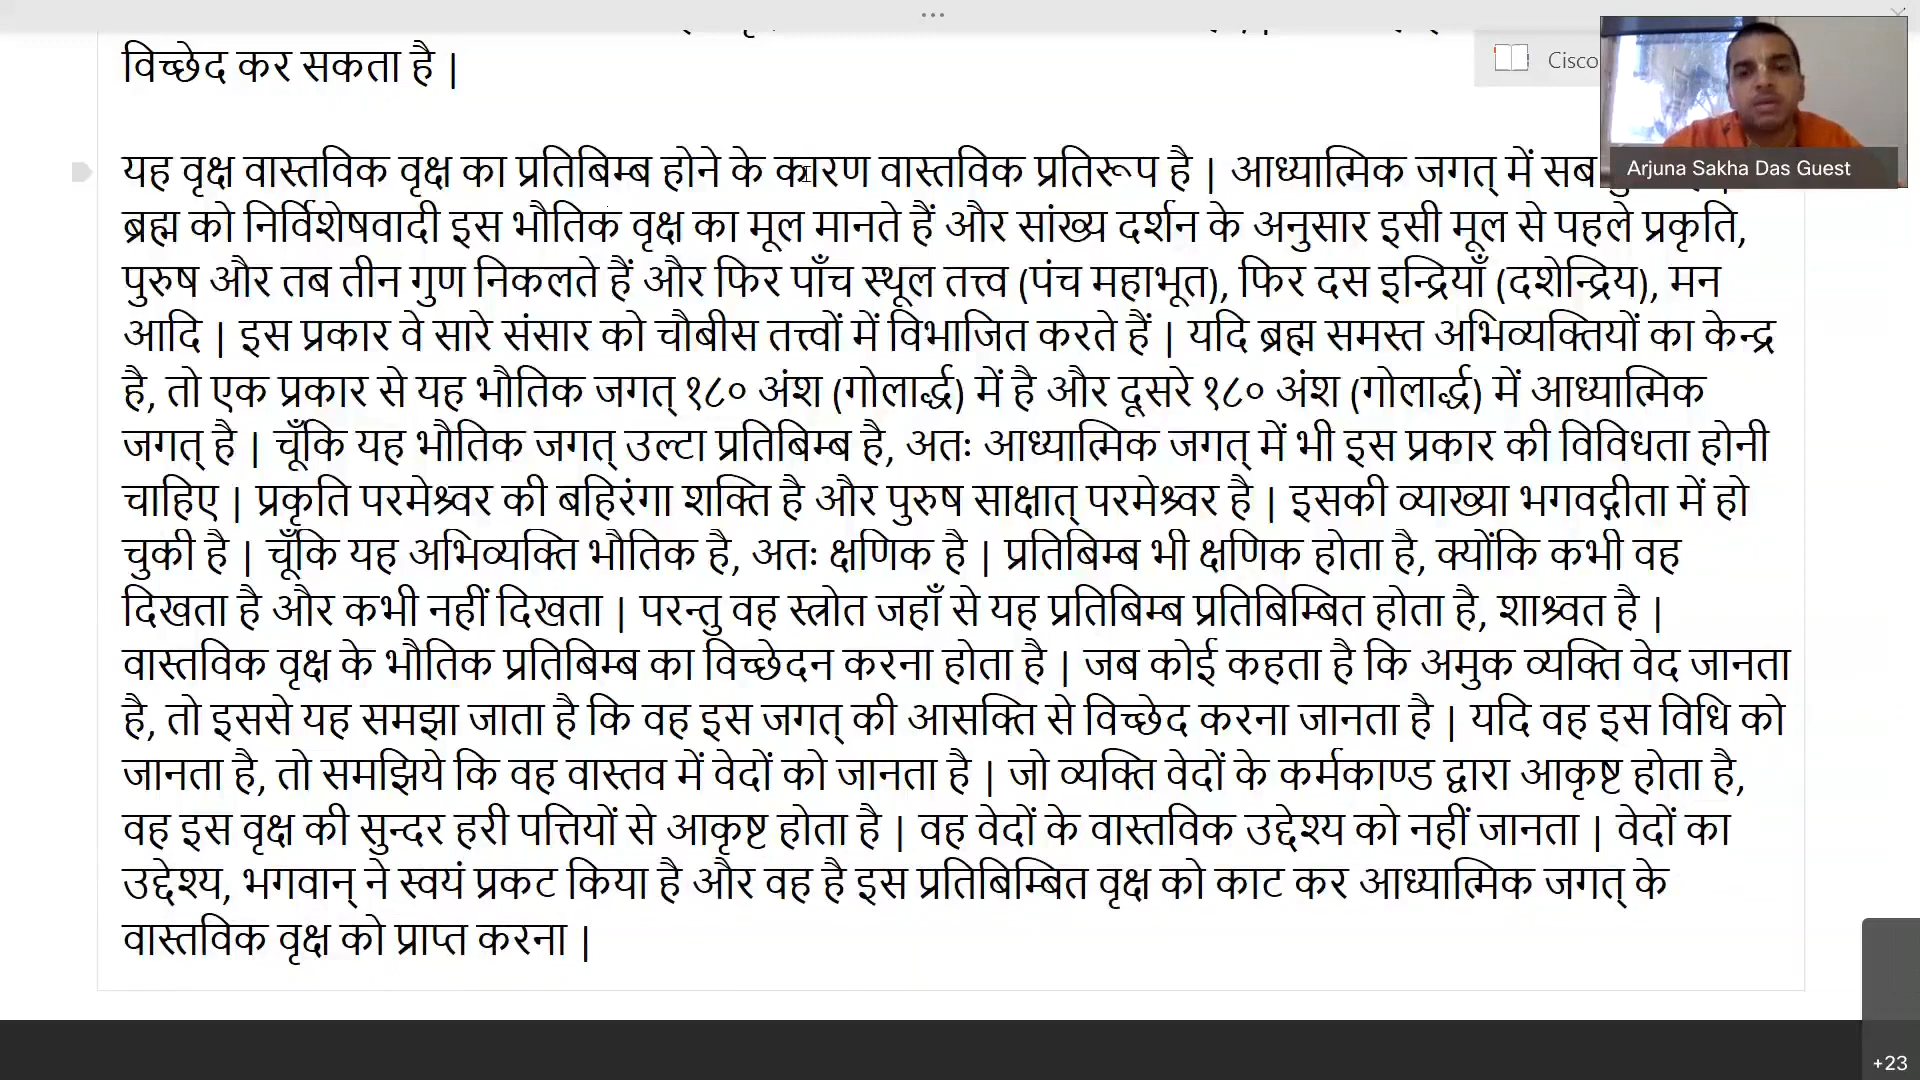 विच्छेद कर सकता है |
Cisco
Arjuna Sakha Das Guest
यह वृक्ष वास्तविक वृक्ष का प्रतिबिम्ब होने के कारण वास्तविक प्रतिरूप है | आध्यात्मिक जगत् में सब
ब्रह्म को निर्विशेषवादी इस भौतिक वृक्ष का मूल मानते हैं और सांख्य दर्शन के अनुसार इसी मूल से पहले प्रकृति,
पुरुष और तब तीन गुण निकलते हैं और फिर पाँच स्थूल तत्त्व (पंच महाभूत), फिर दस इन्द्रियाँ (दशेन्द्रिय), मन
आदि | इस प्रकार वे सारे संसार को चौबीस तत्त्वों में विभाजित करते हैं | यदि ब्रह्म समस्त अभिव्यक्तियों का केन्द्र
है, तो एक प्रकार से यह भौतिक जगत् १८० अंश (गोलार्द्ध) में है और दूसरे १८० अंश (गोलार्द्ध) में आध्यात्मिक
जगत् है | चूँकि यह भौतिक जगत् उल्टा प्रतिबिम्ब है, अतः आध्यात्मिक जगत् में भी इस प्रकार की विविधता होनी
चाहिए | प्रकृति परमेश्र्वर की बहिरंगा शक्ति है और पुरुष साक्षात् परमेश्र्वर है | इसकी व्याख्या भगवद्गीता में हो
चुकी है | चूँकि यह अभिव्यक्ति भौतिक है, अतः क्षणिक है | प्रतिबिम्ब भी क्षणिक होता है, क्योंकि कभी वह
दिखता है और कभी नहीं दिखता | परन्तु वह स्त्रोत जहाँ से यह प्रतिबिम्ब प्रतिबिम्बित होता है, शाश्र्वत है |
वास्तविक वृक्ष के भौतिक प्रतिबिम्ब का विच्छेदन करना होता है | जब कोई कहता है कि अमुक व्यक्ति वेद जानता
है, तो इससे यह समझा जाता है कि वह इस जगत् की आसक्ति से विच्छेद करना जानता है | यदि वह इस विधि को
जानता है, तो समझिये कि वह वास्तव में वेदों को जानता है | जो व्यक्ति वेदों के कर्मकाण्ड द्वारा आकृष्ट होता है,
वह इस वृक्ष की सुन्दर हरी पत्तियों से आकृष्ट होता है | वह वेदों के वास्तविक उद्देश्य को नहीं जानता | वेदों का
उद्देश्य, भगवान् ने स्वयं प्रकट किया है और वह है इस प्रतिबिम्बित वृक्ष को काट कर आध्यात्मिक जगत् के
वास्तविक वृक्ष को प्राप्त करना |
+23